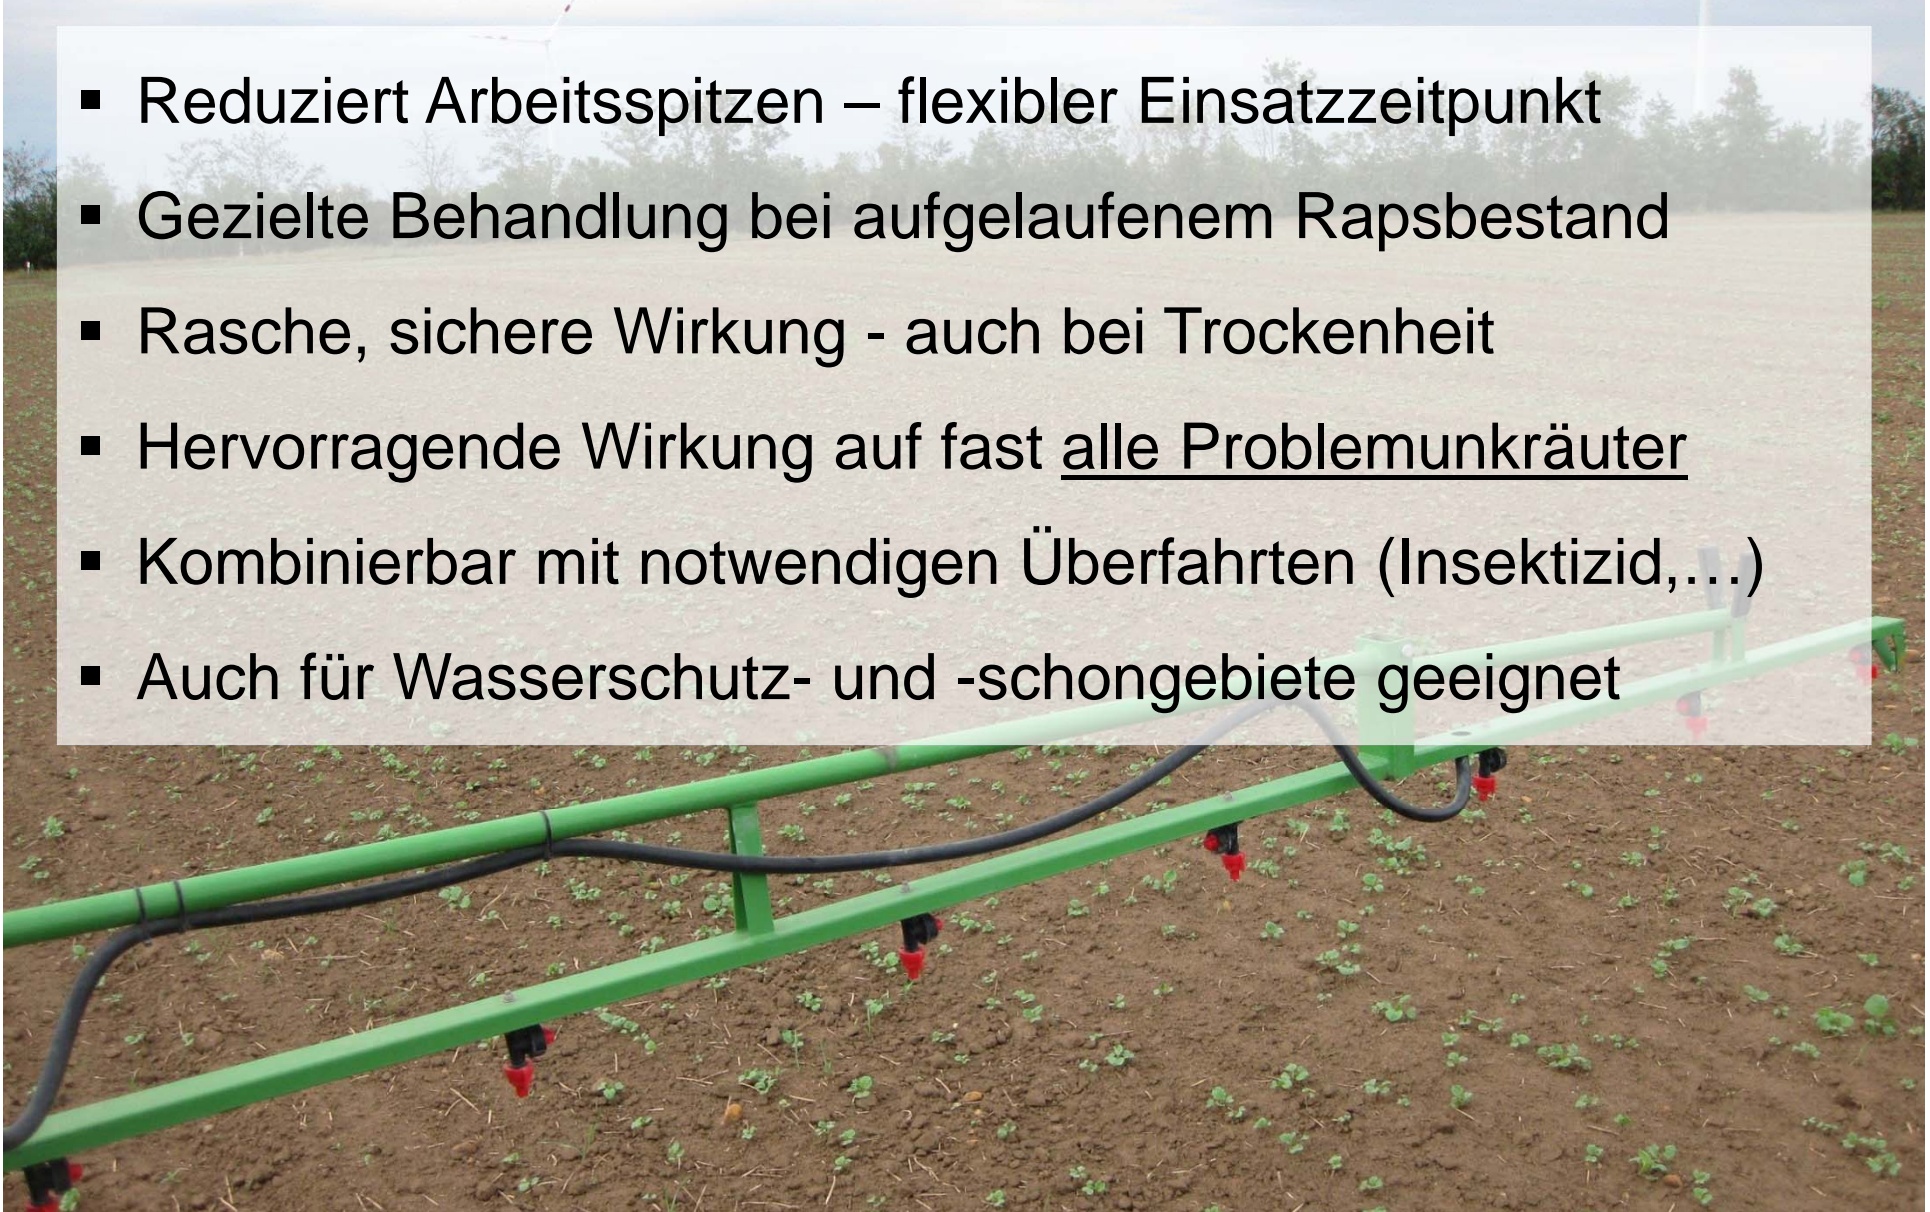 ▪ Reduziert Arbeitsspitzen – flexibler Einsatzzeitpunkt
▪ Gezielte Behandlung bei aufgelaufenem Rapsbestand
▪ Rasche, sichere Wirkung - auch bei Trockenheit
▪ Hervorragende Wirkung auf fast alle Problemunkräuter
▪ Kombinierbar mit notwendigen Überfahrten (Insektizid,…)
▪ Auch für Wasserschutz- und -schongebiete geeignet